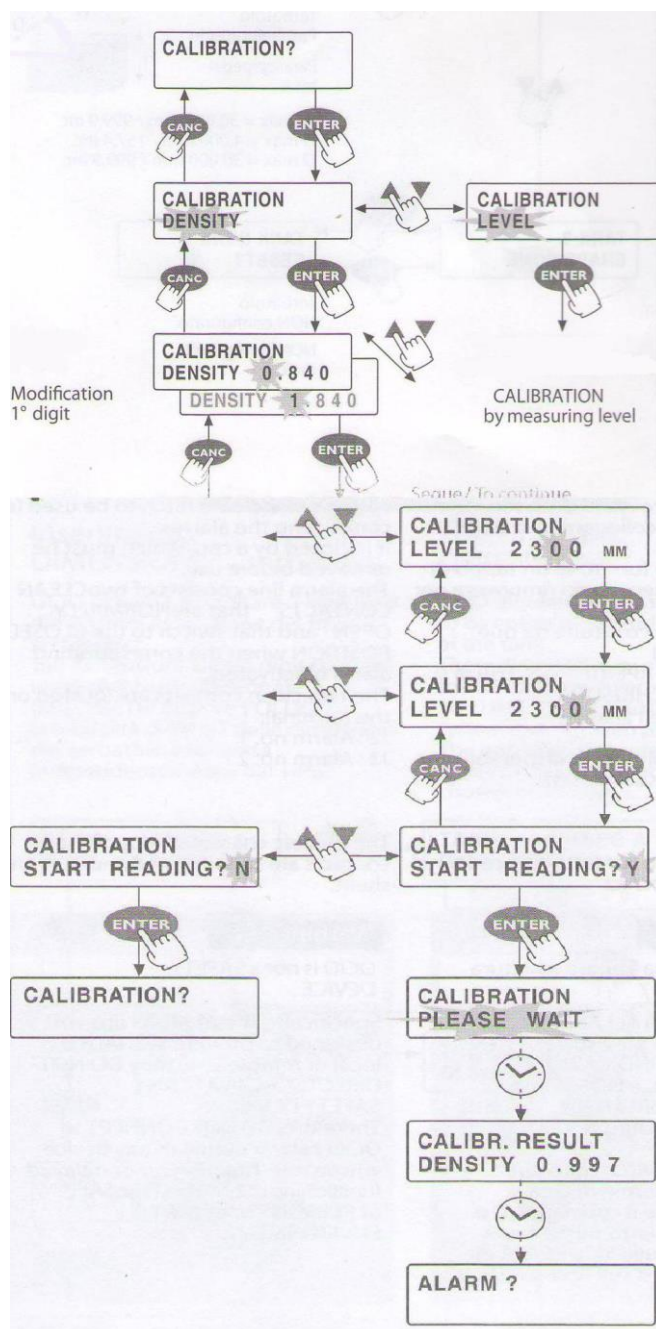 CALIBRATION?
CANC
ENTER
CALIBRATION
DENSITY
CALIBRATION
LEVEL
CANC
ENTER
ENTER
CALIBRATION
DENSITY 0.840
DENSITY 1.840
Modification
1° digit
CALIBRATION
by measuring level
CANC
ENTER
Segue/To continue
CALIBRATION
LEVEL 2300 MM
CANC
ENTER
CALIBRATION
LEVEL 2300 MM
CANC
ENTER
CALIBRATION
START READING? N
CALIBRATION
START READING? Y
ENTER
ENTER
CALIBRATION?
CALIBRATION
PLEASE WAIT
CALIBR. RESULT
DENSITY 0.997
ALARM ?